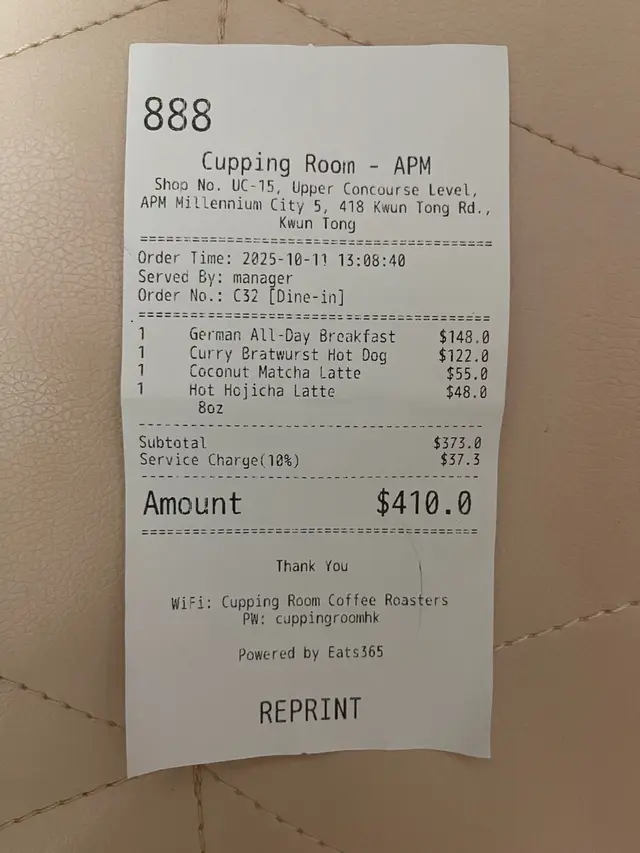 888
Cupping Room - APM
Shop No. UC-15, Upper Concourse Level,
APM Millennium City 5, 418 Kwun Tong Rd.,
Kwun Tong
Order Time: 2025-10-11 13:08:40
Served By: manager
Order No.: C32 [Dine-in]
1 German All-Day Breakfast $148.0
1 Curry Bratwurst Hot Dog $122.0
1 Coconut Matcha Latte $55.0
1 Hot Hojicha Latte $48.0
8oz
Subtotal $373.0
Service Charge(10%) $37.3
Amount $410.0
Thank You
WiFi: Cupping Room Coffee Roasters
PW: cuppingroomhk
Powered by Eats365
REPRINT